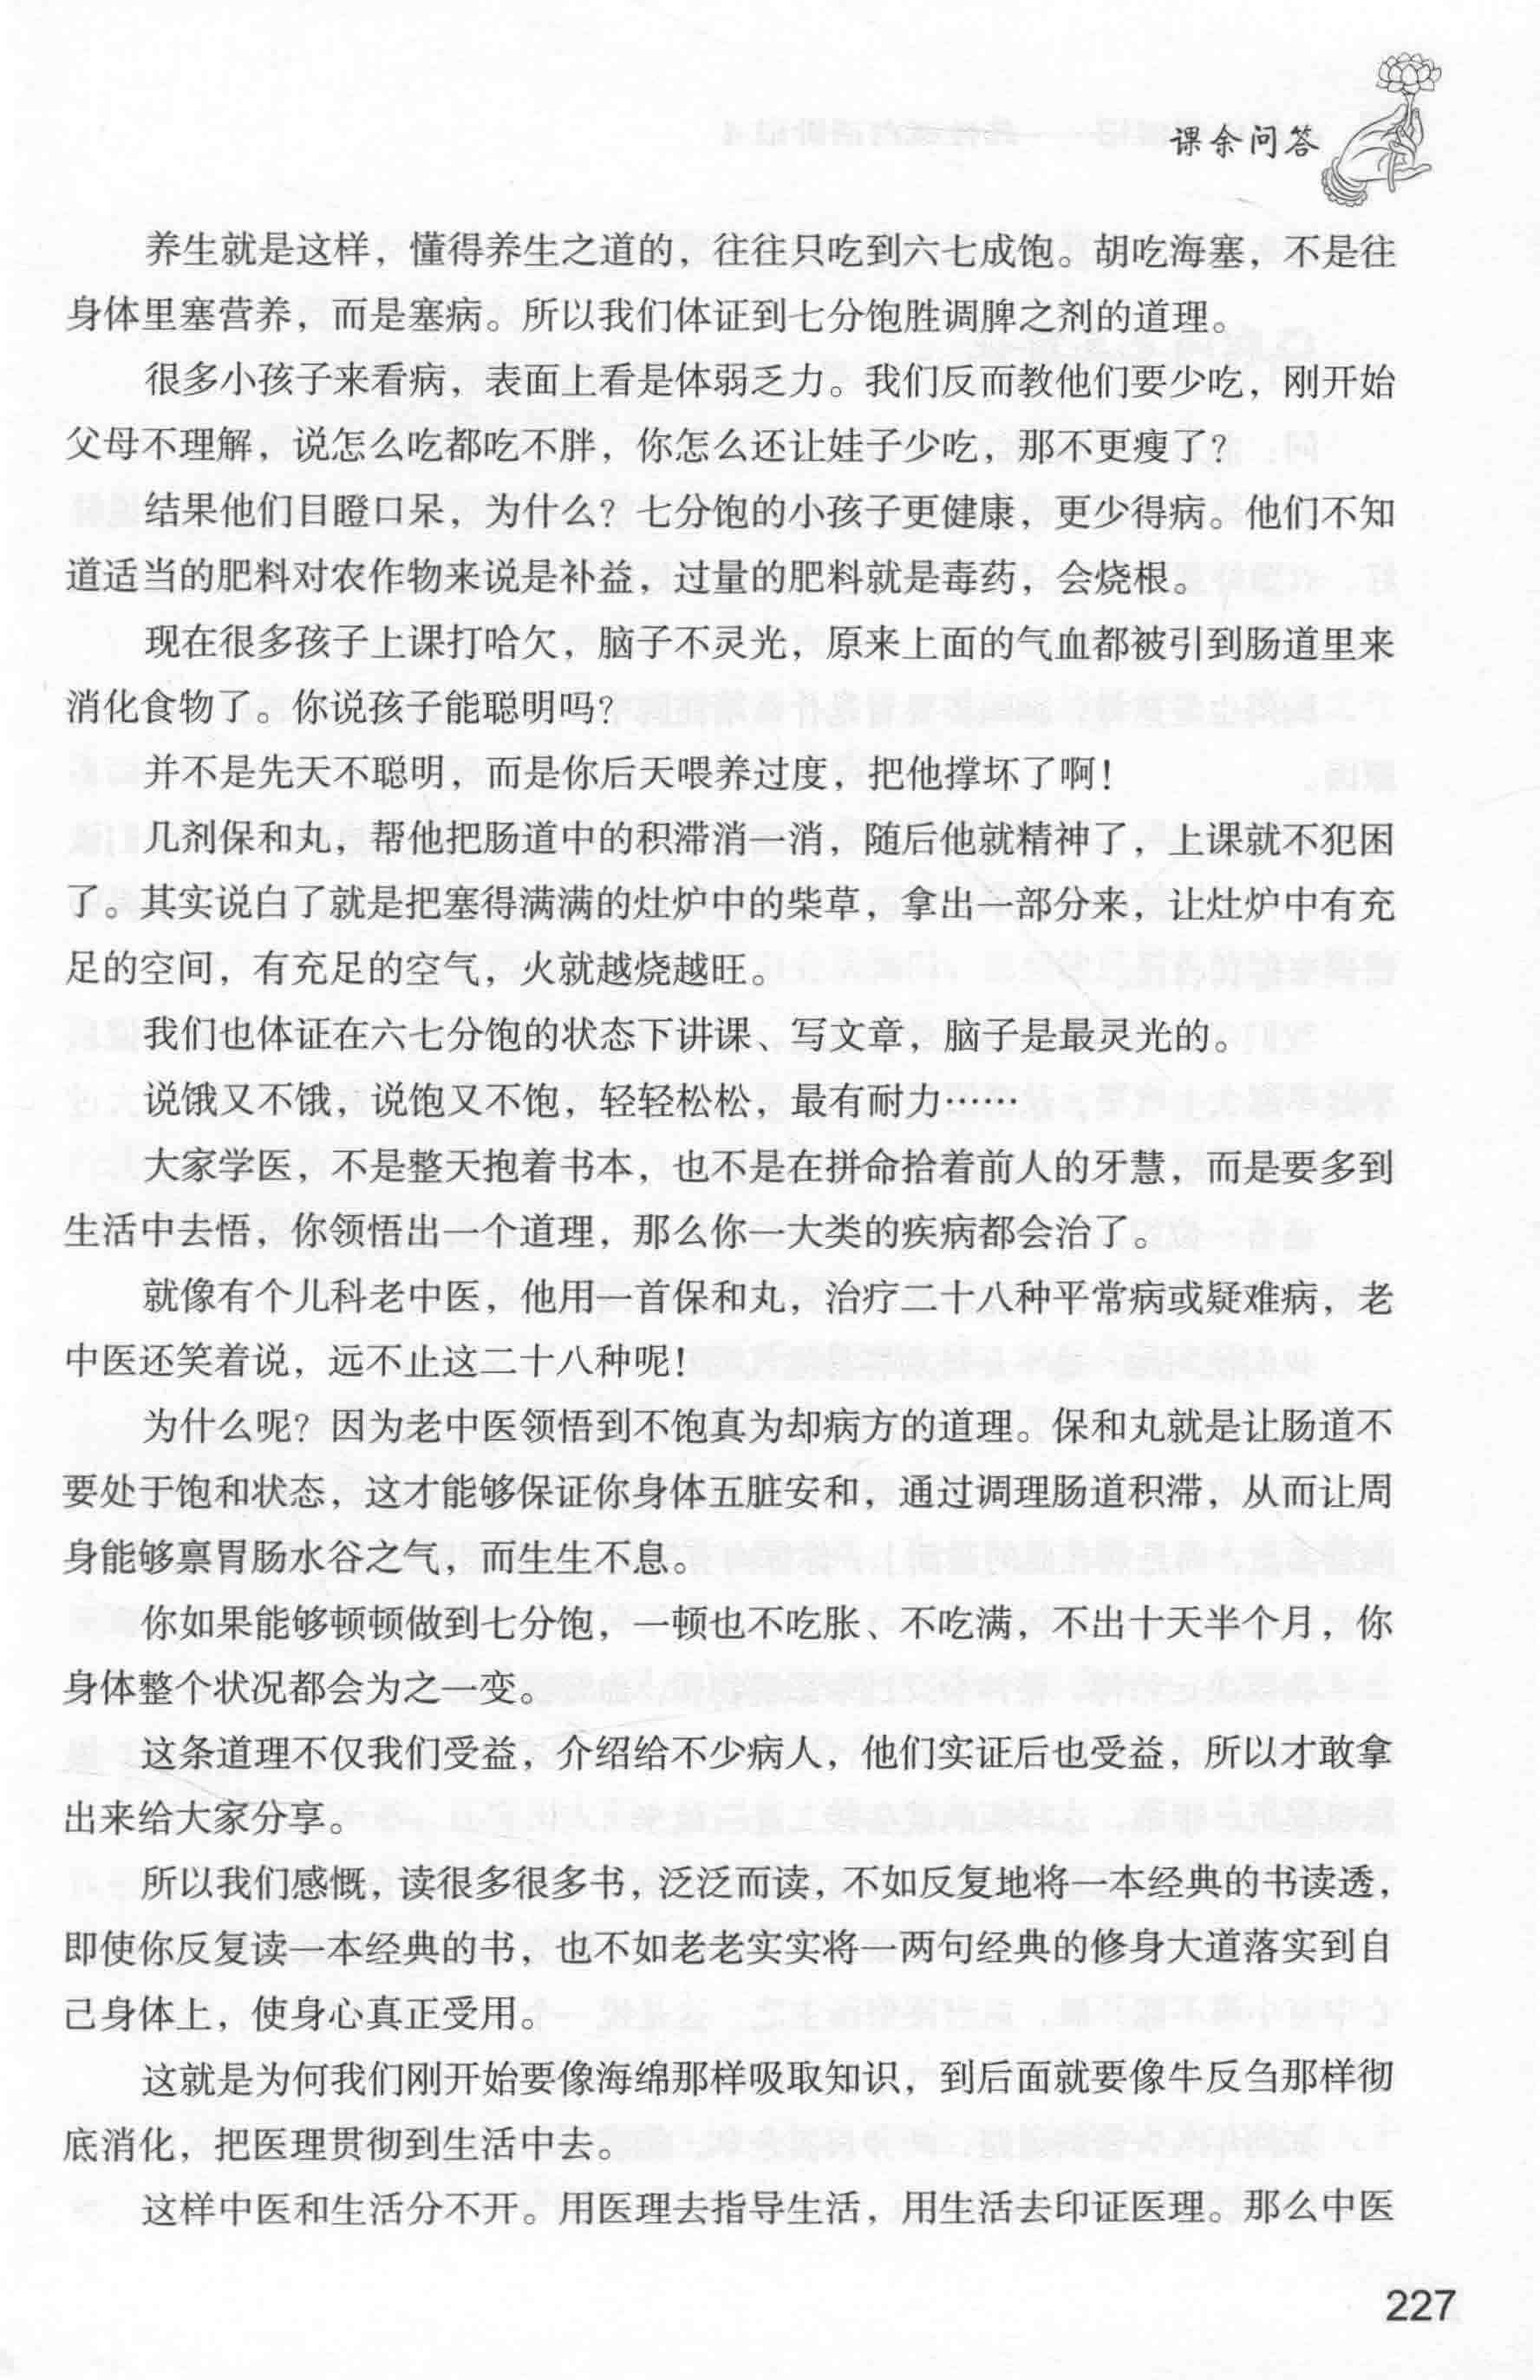 课余问答
养生就是这样，懂得养生之道的，往往只吃到六七成饱。胡吃海塞，不是往
身体里塞营养，而是塞病。所以我们体证到七分饱胜调脾之剂的道理。
很多小孩子来看病，表面上看是体弱乏力。我们反而教他们要少吃，刚开始
父母不理解，说怎么吃都吃不胖，你怎么还让娃子少吃，那不更瘦了？
结果他们目瞪口呆，为什么？七分饱的小孩子更健康，更少得病。他们不知
道适当的肥料对农作物来说是补益，过量的肥料就是毒药，会烧根。
现在很多孩子上课打哈欠，脑子不灵光，原来上面的气血都被引到肠道里来
消化食物了。你说孩子能聪明吗？
并不是先天不聪明，而是你后天喂养过度，把他撑坏了啊！
几剂保和丸，帮他把肠道中的积滞消一消，随后他就精神了，上课就不犯困
了。其实说白了就是把塞得满满的灶炉中的柴草，拿出一部分来，让灶炉中有充
足的空间，有充足的空气，火就越烧越旺。
我们也体证在六七分饱的状态下讲课、写文章，脑子是最灵光的。
说饿又不饿，说饱又不饱，轻轻松松，最有耐力……
大家学医，不是整天抱着书本，也不是在拼命拾着前人的牙慧，而是要多到
生活中去悟，你领悟出一个道理，那么你一大类的疾病都会治了。
就像有个儿科老中医，他用一首保和丸，治疗二十八种平常病或疑难病，老
中医还笑着说，远不止这二十八种呢！
为什么呢？因为老中医领悟到不饱真为却病方的道理。保和丸就是让肠道不
要处于饱和状态，这才能够保证你身体五脏安和，通过调理肠道积滞，从而让周
身能够禀胃肠水谷之气，而生生不息。
你如果能够顿顿做到七分饱，一顿也不吃胀、不吃满，不出十天半个月，你
身体整个状况都会为之一变。
这条道理不仅我们受益，介绍给不少病人，他们实证后也受益，所以才敢拿
出来给大家分享。
所以我们感慨，读很多很多书，泛泛而读，不如反复地将一本经典的书读透，
即使你反复读一本经典的书，也不如老老实实将一两句经典的修身大道落实到自
己身体上，使身心真正受用。
这就是为何我们刚开始要像海绵那样吸取知识，到后面就要像牛反刍那样彻
底消化，把医理贯彻到生活中去。
这样中医和生活分不开。用医理去指导生活，用生活去印证医理。那么中医
227